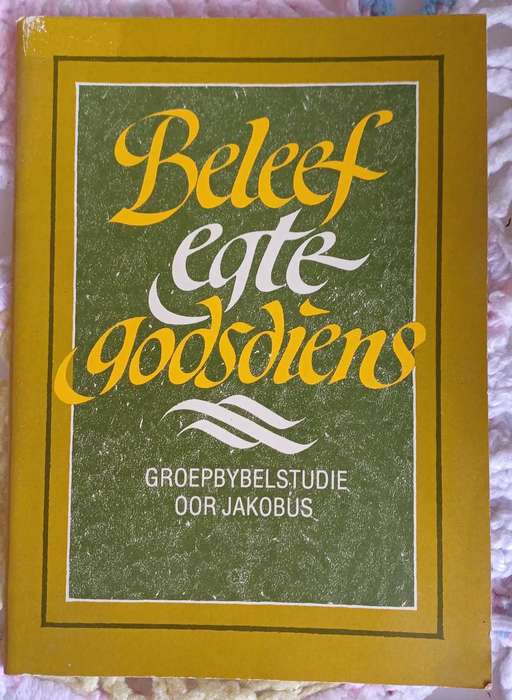 Beleef
egte
godsdiens
GROEPBYBELSTUDIE
OOR JAKOBUS